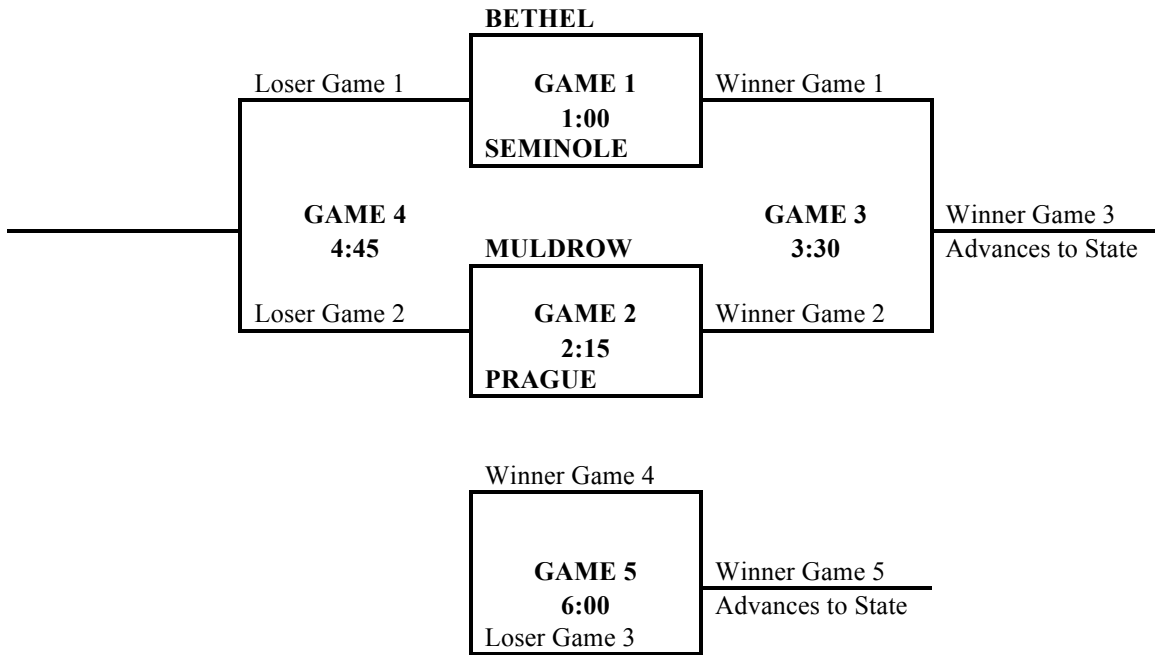 BETHEL
Loser Game 1
GAME 1
Winner Game 1
1:00
SEMINOLE
GAME 4
GAME 3
Winner Game 3
4:45
MULDROW
3:30
Advances to State
Loser Game 2
GAME 2
Winner Game 2
2:15
PRAGUE
Winner Game 4
GAME 5
Winner Game 5
6:00
Advances to State
Loser Game 3